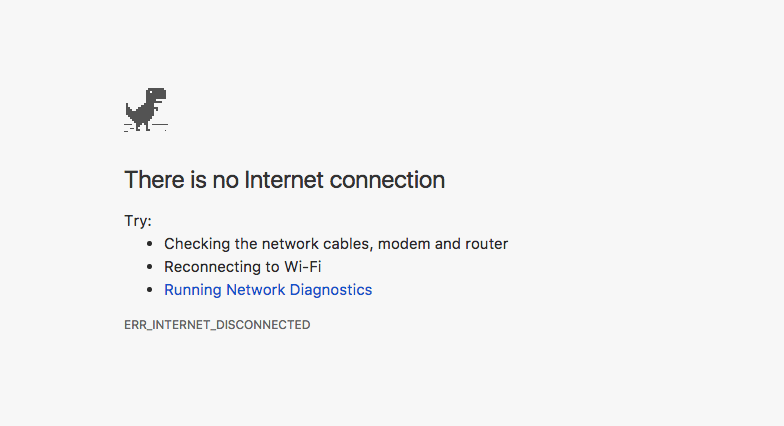 There is no Internet connection
Try:
• Checking the network cables, modem and router
• Reconnecting to Wi-Fi
• Running Network Diagnostics
ERR_INTERNET_DISCONNECTED